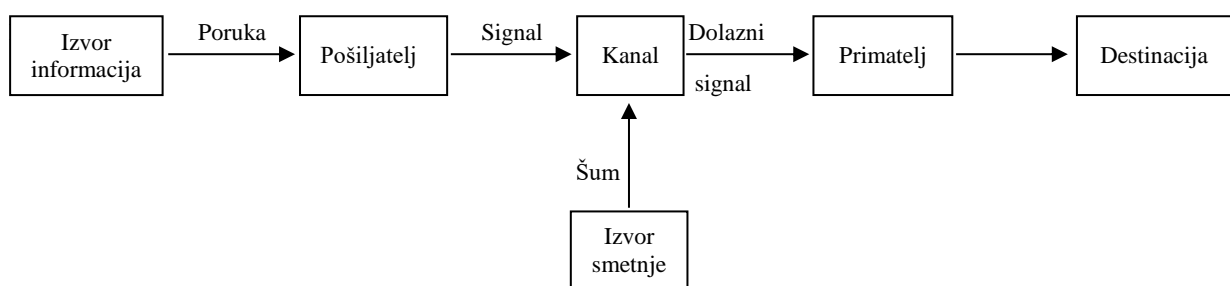 Izvor
informacija
Poruka
Pošiljatelj
Signal
Kanal
Dolazni
signal
Primatelj
Destinacija
Šum
Izvor
smetnje